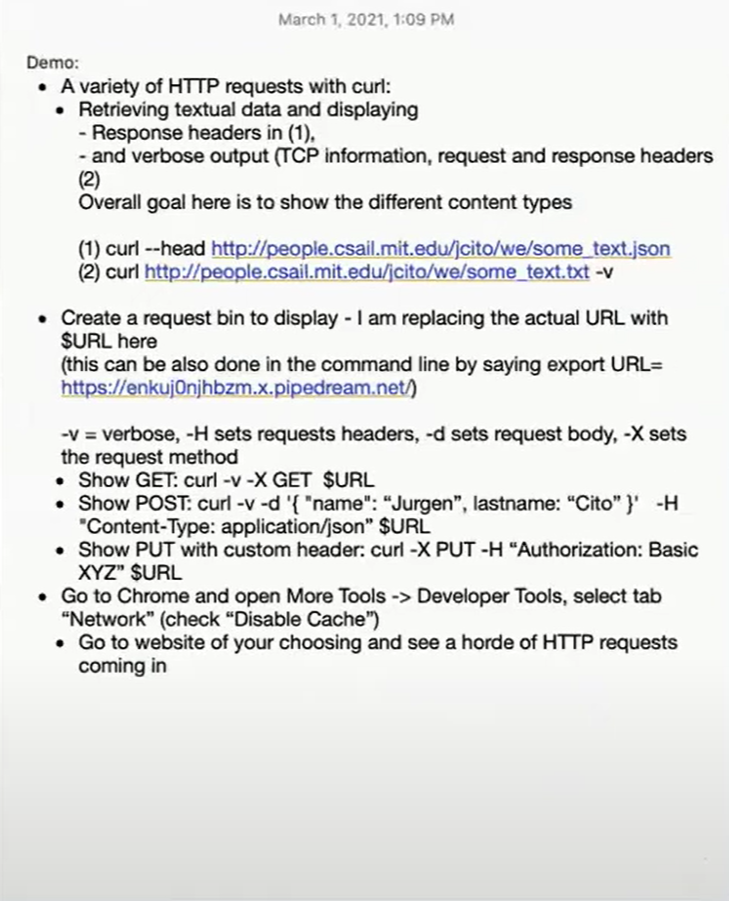 March 1, 2021, 1:09 PM
Demo:
• A variety of HTTP requests with curl:
• Retrieving textual data and displaying
- Response headers in (1),
- and verbose output (TCP information, request and response headers
(2)
Overall goal here is to show the different content types
(1) curl --head http://people.csail.mit.edu/jcito/we/some_text.json
(2) curl http://people.csail.mit.edu/jcito/we/some_text.txt -v
• Create a request bin to display - I am replacing the actual URL with
$URL here
(this can be also done in the command line by saying export URL=
https://enkuj0njhbzm.x.pipedream.net/)
-v = verbose, -H sets requests headers, -d sets request body, -X sets
the request method
• Show GET: curl -v -X GET $URL
• Show POST: curl -v -d '{ "name": “Jurgen”, lastname: “Cito” }' -H
"Content-Type: application/json” $URL
• Show PUT with custom header: curl -X PUT -H “Authorization: Basic
XYZ” $URL
• Go to Chrome and open More Tools -> Developer Tools, select tab
“Network” (check “Disable Cache”)
• Go to website of your choosing and see a horde of HTTP requests
coming in